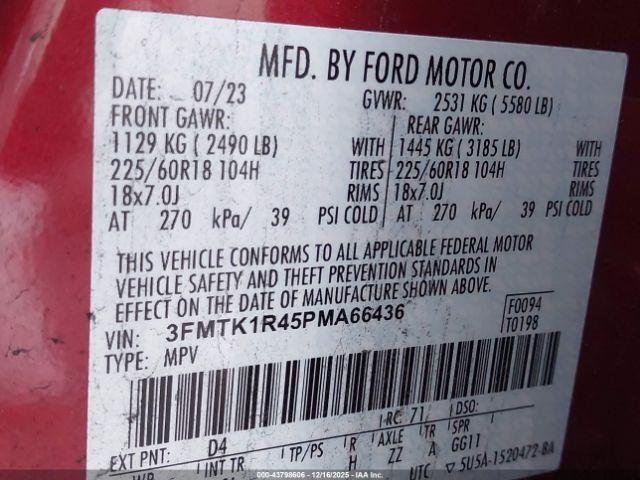 MFD. BY FORD MOTOR CO.
DATE: 07/23 GVWR: 2531 KG ( 5580 LB)
FRONT GAWR: REAR GAWR:
1129 KG ( 2490 LB) WITH 1445 KG ( 3185 LB) WITH
225/60R18 104H TIRES 225/60R18 104H TIRES
18x7.0J RIMS 18x7.0J RIMS
AT 270 kPa/ 39 PSI COLD AT 270 kPa/ 39 PSI COLD
THIS VEHICLE CONFORMS TO ALL APPLICABLE FEDERAL MOTOR
VEHICLE SAFETY AND THEFT PREVENTION STANDARDS IN
EFFECT ON THE DATE OF MANUFACTURE SHOWN ABOVE.
VIN: 3FMTK1R45PMA66436 F0094
TYPE: MPV T0198
EXT PNT: D4 RC: 71 DSO:
INT TR TP/PS R AXLE TR SPR
H ZZ A GG11
UTC 5U5A-1520472-BA
000-43798606 - 12/16/2025 - IAA Inc.